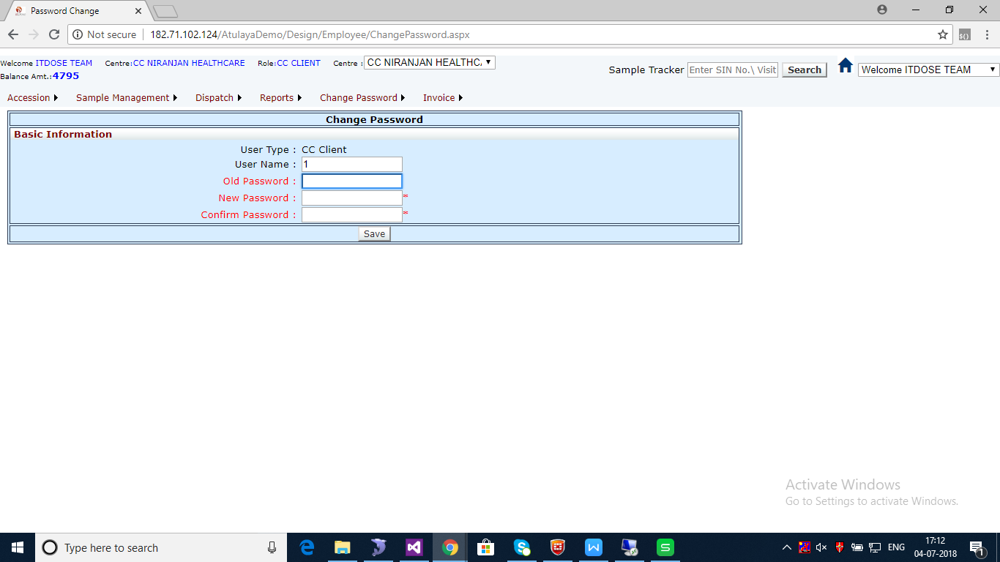 Password Change
Not secure 182.71.102.124/AtulayaDemo/Design/Employee/ChangePassword.aspx
Welcome ITDOSE TEAM Centre:CC NIRANJAN HEALTHCARE Role:CC CLIENT Centre : CC NIRANJAN HEALTHC
Balance Amt.:4795
Sample Tracker Enter SIN No.\ Visit Search Welcome ITDOSE TEAM
Accession Sample Management Dispatch Reports Change Password Invoice
Change Password
Basic Information
User Type : CC Client
User Name : 1
Old Password :
New Password : *
Confirm Password : *
Save
Activate Windows
Go to Settings to activate Windows.
Type here to search
ENG
17:12
04-07-2018
1